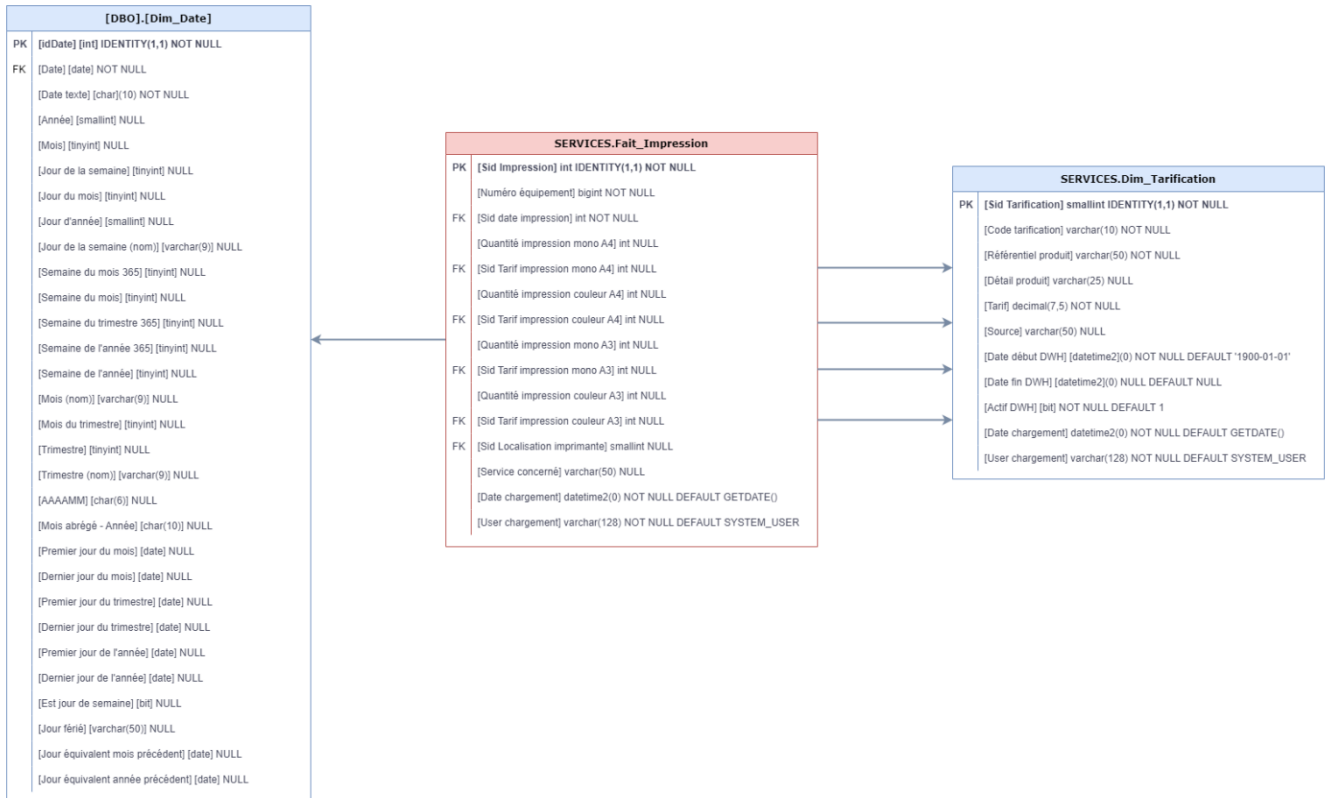 [DBO].[Dim_Date]
PK [idDate] [int] IDENTITY(1,1) NOT NULL
FK [Date] [date] NOT NULL
[Date texte] [char](10) NOT NULL
[Année] [smallint] NULL
[Mois] [tinyint] NULL
[Jour de la semaine] [tinyint] NULL
[Jour du mois] [tinyint] NULL
[Jour d'année] [smallint] NULL
[Jour de la semaine (nom)] [varchar(9)] NULL
[Semaine du mois 365] [tinyint] NULL
[Semaine du mois] [tinyint] NULL
[Semaine du trimestre 365] [tinyint] NULL
[Semaine de l'année 365] [tinyint] NULL
[Semaine de l'année] [tinyint] NULL
[Mois (nom)] [varchar(9)] NULL
[Mois du trimestre] [tinyint] NULL
[Trimestre] [tinyint] NULL
[Trimestre (nom)] [varchar(9)] NULL
[AAAAMM] [char(6)] NULL
[Mois abrégé - Année] [char(10)] NULL
[Premier jour du mois] [date] NULL
[Dernier jour du mois] [date] NULL
[Premier jour du trimestre] [date] NULL
[Dernier jour du trimestre] [date] NULL
[Premier jour de l'année] [date] NULL
[Dernier jour de l'année] [date] NULL
[Est jour de semaine] [bit] NULL
[Jour férié] [varchar(50)] NULL
[Jour équivalent mois précédent] [date] NULL
[Jour équivalent année précédent] [date] NULL
SERVICES.Fait_Impression
PK [Sid Impression] int IDENTITY(1,1) NOT NULL
[Numéro équipement] bigint NOT NULL
FK [Sid date impression] int NOT NULL
[Quantité impression mono A4] int NULL
FK [Sid Tarif impression mono A4] int NULL
[Quantité impression couleur A4] int NULL
FK [Sid Tarif impression couleur A4] int NULL
[Quantité impression mono A3] int NULL
FK [Sid Tarif impression mono A3] int NULL
[Quantité impression couleur A3] int NULL
FK [Sid Tarif impression couleur A3] int NULL
FK [Sid Localisation imprimante] smallint NULL
[Service concerné] varchar(50) NULL
[Date chargement] datetime2(0) NOT NULL DEFAULT GETDATE()
[User chargement] varchar(128) NOT NULL DEFAULT SYSTEM_USER
SERVICES.Dim_Tarification
PK [Sid Tarification] smallint IDENTITY(1,1) NOT NULL
[Code tarification] varchar(10) NOT NULL
[Référentiel produit] varchar(50) NOT NULL
[Détail produit] varchar(25) NULL
[Tarif] decimal(7,5) NOT NULL
[Source] varchar(50) NULL
[Date début DWH] [datetime2](0) NOT NULL DEFAULT '1900-01-01'
[Date fin DWH] [datetime2](0) NULL DEFAULT NULL
[Actif DWH] [bit] NOT NULL DEFAULT 1
[Date chargement] datetime2(0) NOT NULL DEFAULT GETDATE()
[User chargement] varchar(128) NOT NULL DEFAULT SYSTEM_USER